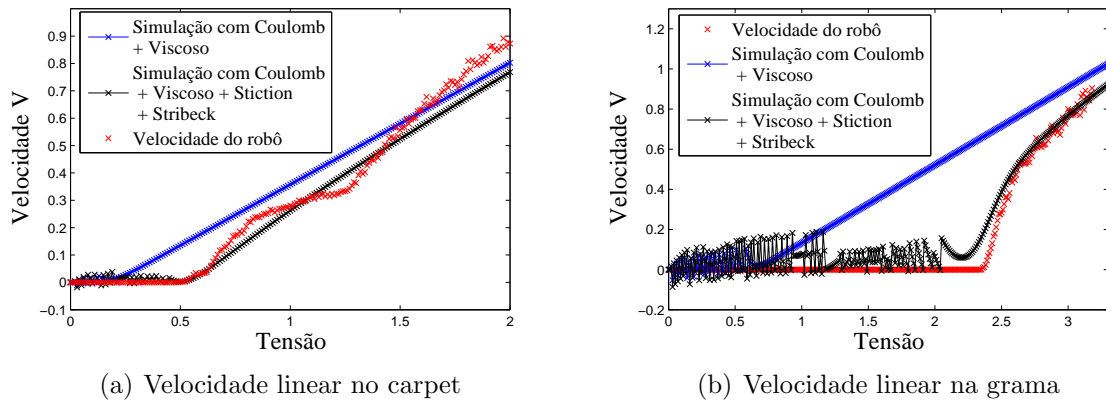 0.9
0.8
0.7
0.6
0.5
0.4
0.3
0.2
0.1
0
−0.1
Velocidade V
Simulação com Coulomb
+ Viscoso
Simulação com Coulomb
+ Viscoso + Stiction
+ Stribeck
Velocidade do robô
0
0.5
1
1.5
2
Tensão
(a) Velocidade linear no carpet
1.2
1
0.8
0.6
0.4
0.2
0
−0.2
Velocidade V
Velocidade do robô
Simulação com Coulomb
+ Viscoso
Simulação com Coulomb
+ Viscoso + Stiction
+ Stribeck
0
0.5
1
1.5
2
2.5
3
Tensão
(b) Velocidade linear na grama